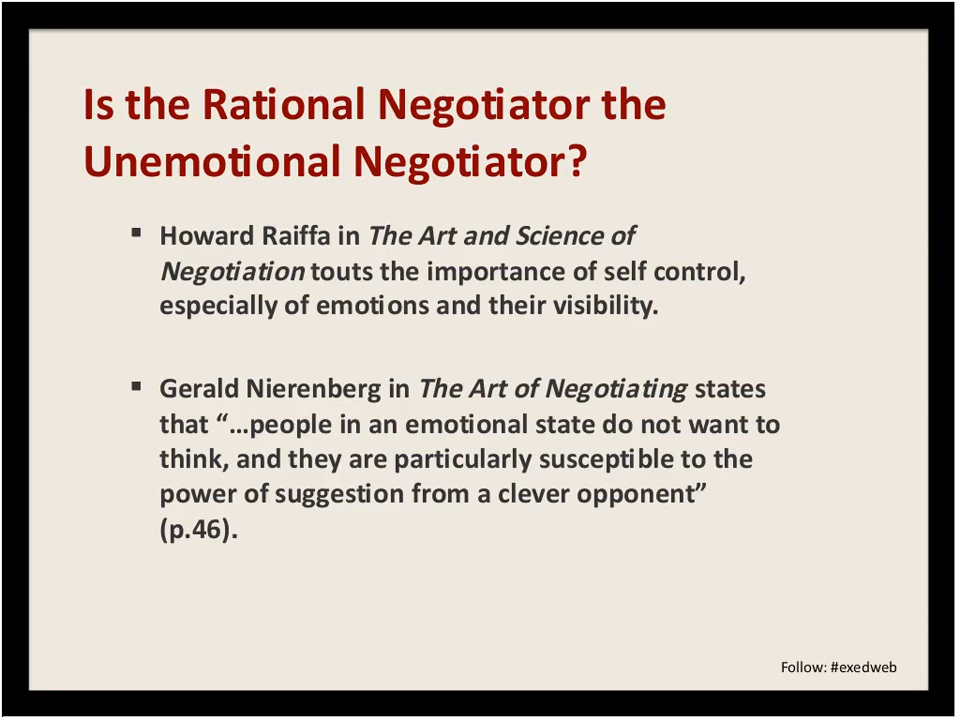 Is the Rational Negotiator the
Unemotional Negotiator?
▪ Howard Raiffa in The Art and Science of
Negotiation touts the importance of self control,
especially of emotions and their visibility.
▪ Gerald Nierenberg in The Art of Negotiating states
that “…people in an emotional state do not want to
think, and they are particularly susceptible to the
power of suggestion from a clever opponent”
(p.46).
Follow: #exedweb